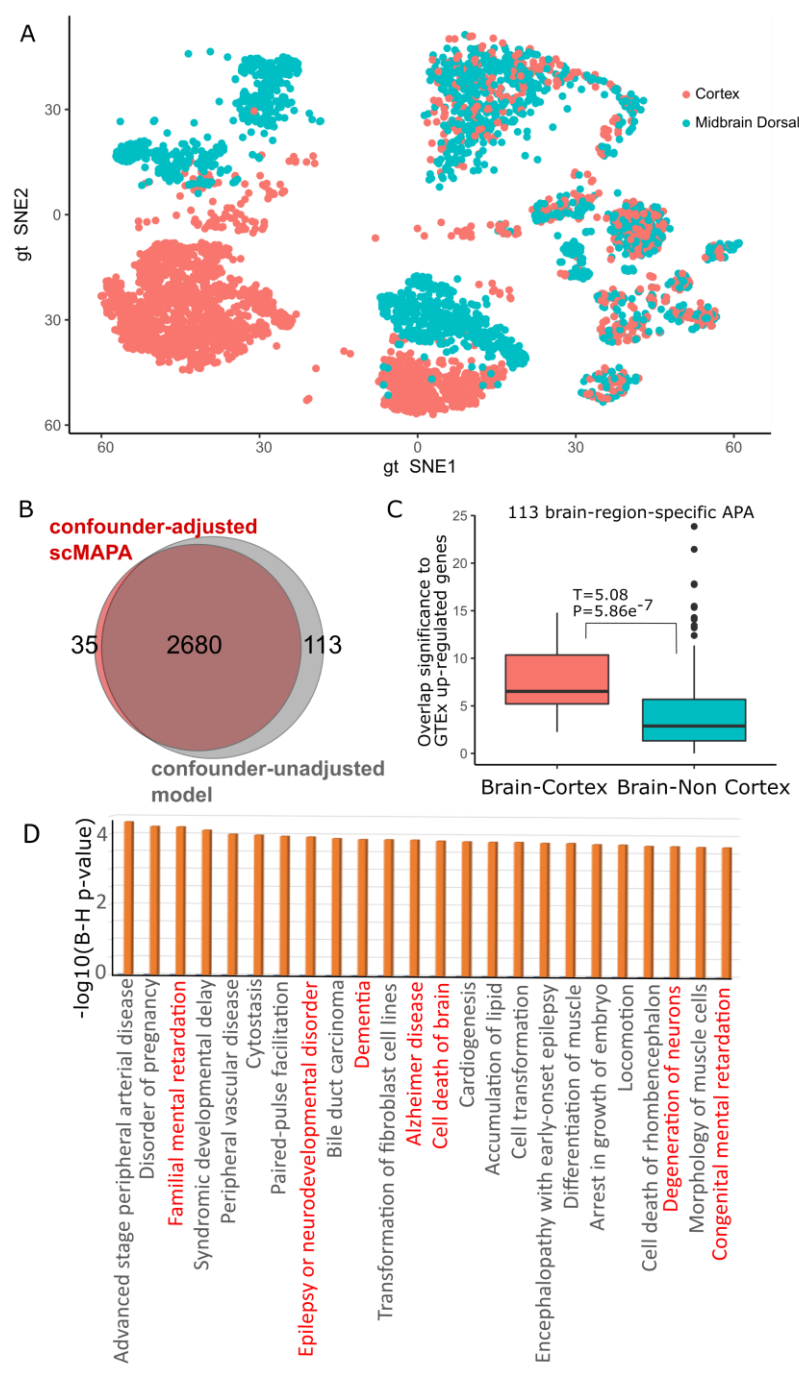 A
30
0
30
60
gt SNE2
60
30
0
30
60
gt SNE1
Cortex
Midbrain Dorsal
B
confounder-adjusted
scMAPA
35
2680
113
confounder-unadjusted
model
C
113 brain-region-specific APA
Overlap significance to
GTEx up-regulated genes
25
20
15
10
5
0
T=5.08
P=5.86e-7
Brain-Cortex
Brain-Non Cortex
D
-log10(B-H p-value)
4
2
0
Advanced stage peripheral arterial disease
Disorder of pregnancy
Familial mental retardation
Syndromic developmental delay
Peripheral vascular disease
Cytostasis
Paired-pulse facilitation
Epilepsy or neurodevelopmental disorder
Bile duct carcinoma
Dementia
Transformation of fibroblast cell lines
Alzheimer disease
Cell death of brain
Cardiogenesis
Accumulation of lipid
Cell transformation
Encephalopathy with early-onset epilepsy
Differentiation of muscle
Arrest in growth of embryo
Locomotion
Cell death of rhombencephalon
Degeneration of neurons
Morphology of muscle cells
Congenital mental retardation